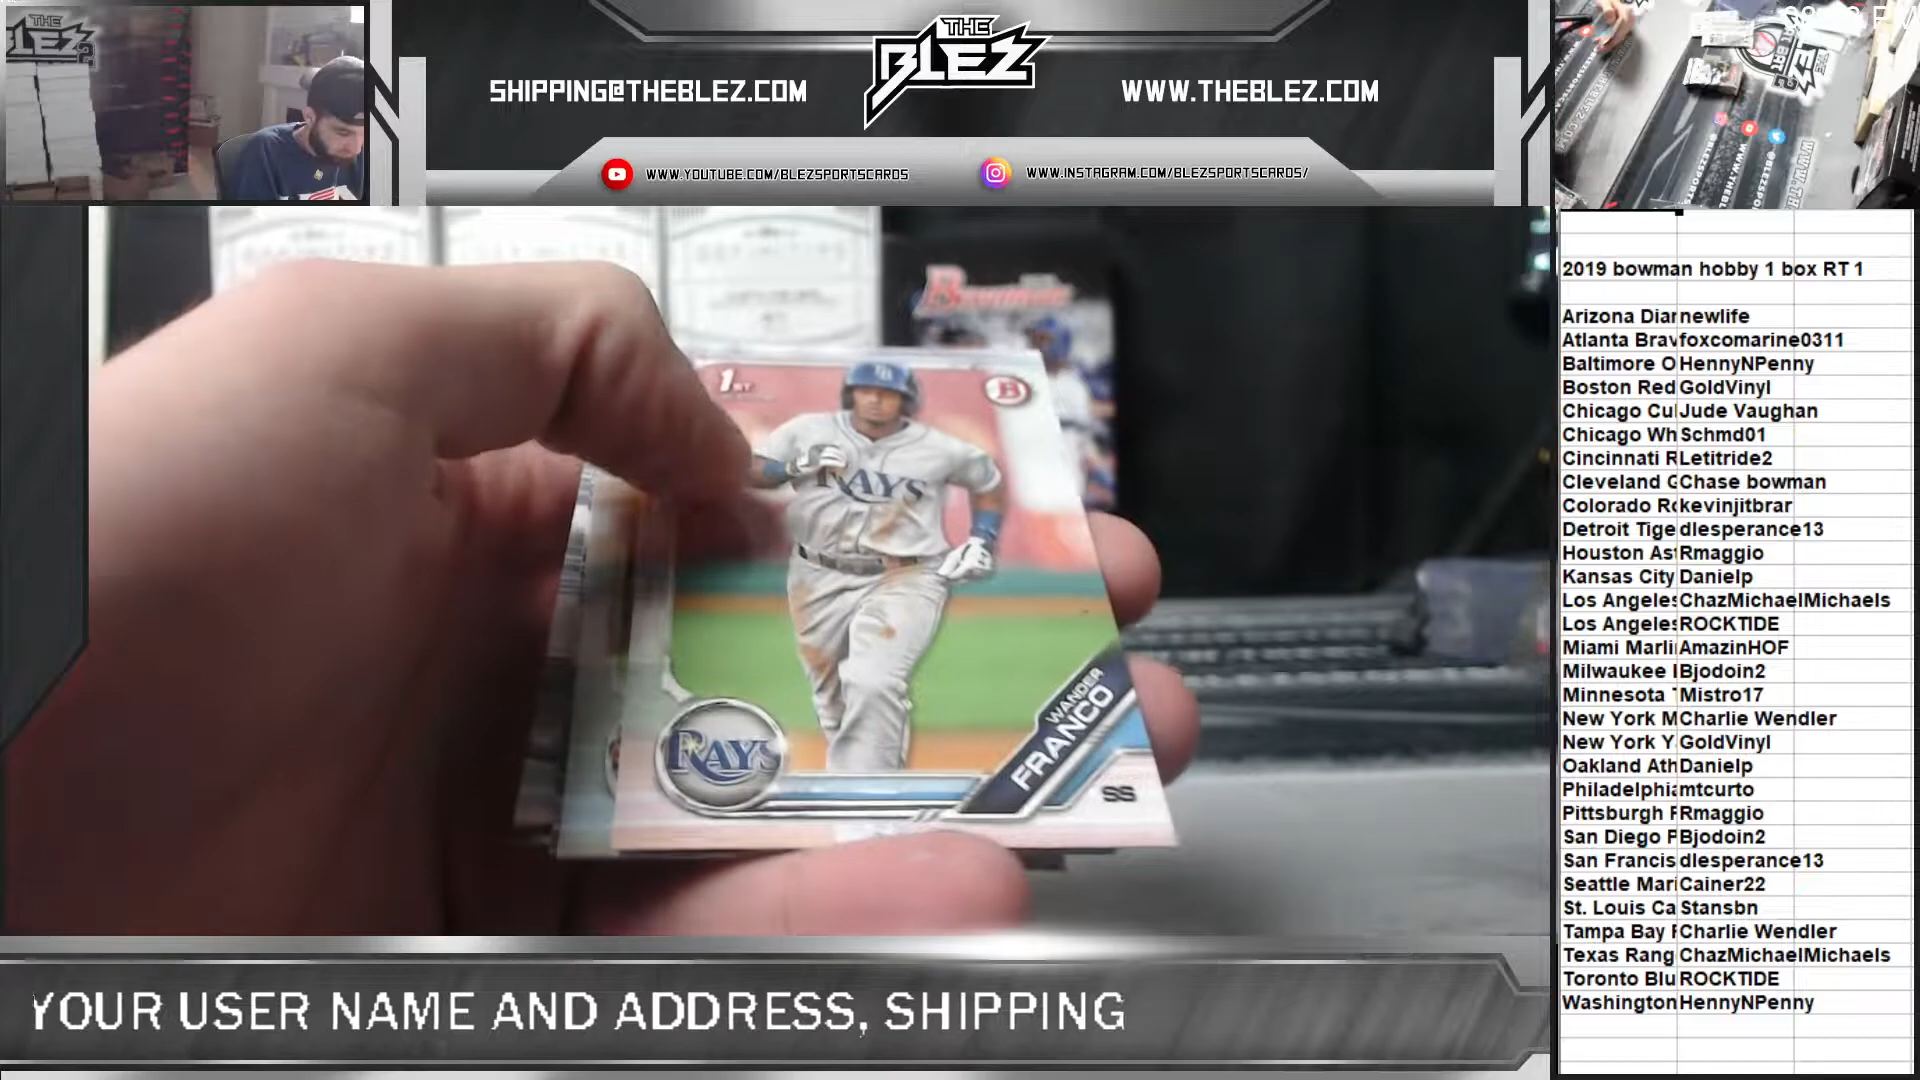 THE
BLEZ
SHIPPING@THEBLEZ.COM
WWW.THEBLEZ.COM
WWW.YOUTUBE.COM/BLEZSPORTSCARDS
WWW.INSTAGRAM.COM/BLEZSPORTSCARDS/
BLEZ
Bowman
1ST
B
RAYS
RAYS
WANDER
FRANCO
SS
2019 bowman hobby 1 box RT 1
Arizona Diar newlife
Atlanta Brav foxcomarine0311
Baltimore O HennyNPenny
Boston Red GoldVinyl
Chicago Cu Jude Vaughan
Chicago Wh Schmd01
Cincinnati R Letitride2
Cleveland G Chase bowman
Colorado Ro kevinjitbrar
Detroit Tige dlesperance13
Houston Ast Rmaggio
Kansas City Danielp
Los Angeles ChazMichaelMichaels
Los Angeles ROCKTIDE
Miami Marli AmazinHOF
Milwaukee Bjodoin2
Minnesota Mistro17
New York M Charlie Wendler
New York Y GoldVinyl
Oakland Ath Danielp
Philadelphia mtcurto
Pittsburgh P Rmaggio
San Diego P Bjodoin2
San Francis dlesperance13
Seattle Mari Cainer22
St. Louis Ca Stansbn
Tampa Bay Charlie Wendler
Texas Rang ChazMichaelMichaels
Toronto Blu ROCKTIDE
Washington HennyNPenny
YOUR USER NAME AND ADDRESS, SHIPPING